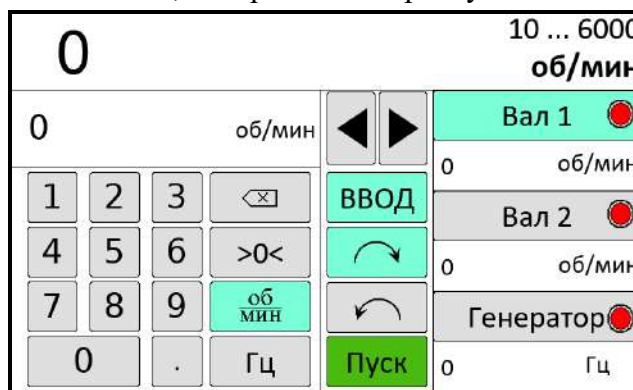 0
10 ... 6000
об/мин
0 об/мин
Вал 1
0 об/мин
1 2 3 ВВОД
Вал 2
4 5 6 >0<
0 об/мин
7 8 9 об
мин
Генератор
0 . Гц Пуск
0 Гц